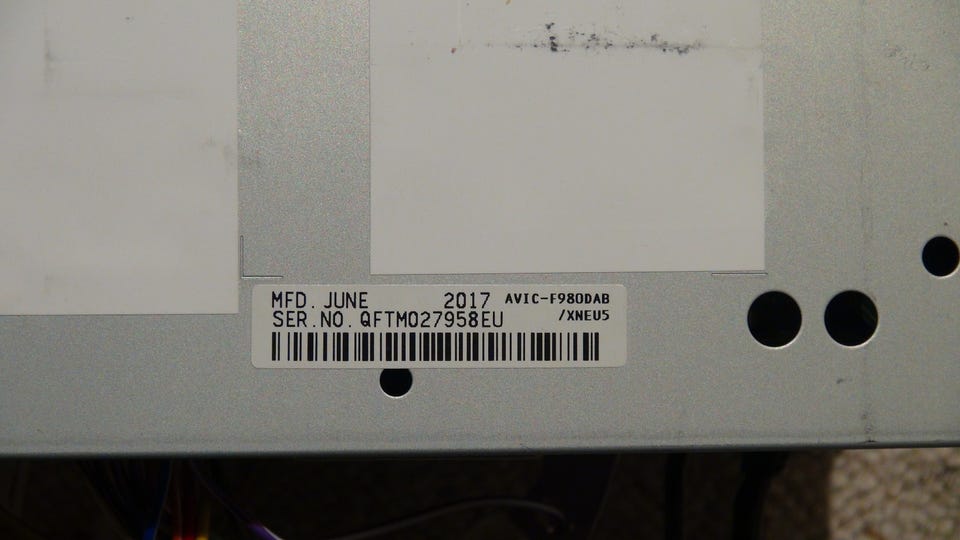 MFD. JUNE 2017 AVIC-F980DAB
SER.NO. QFTM027958EU /XNEU5